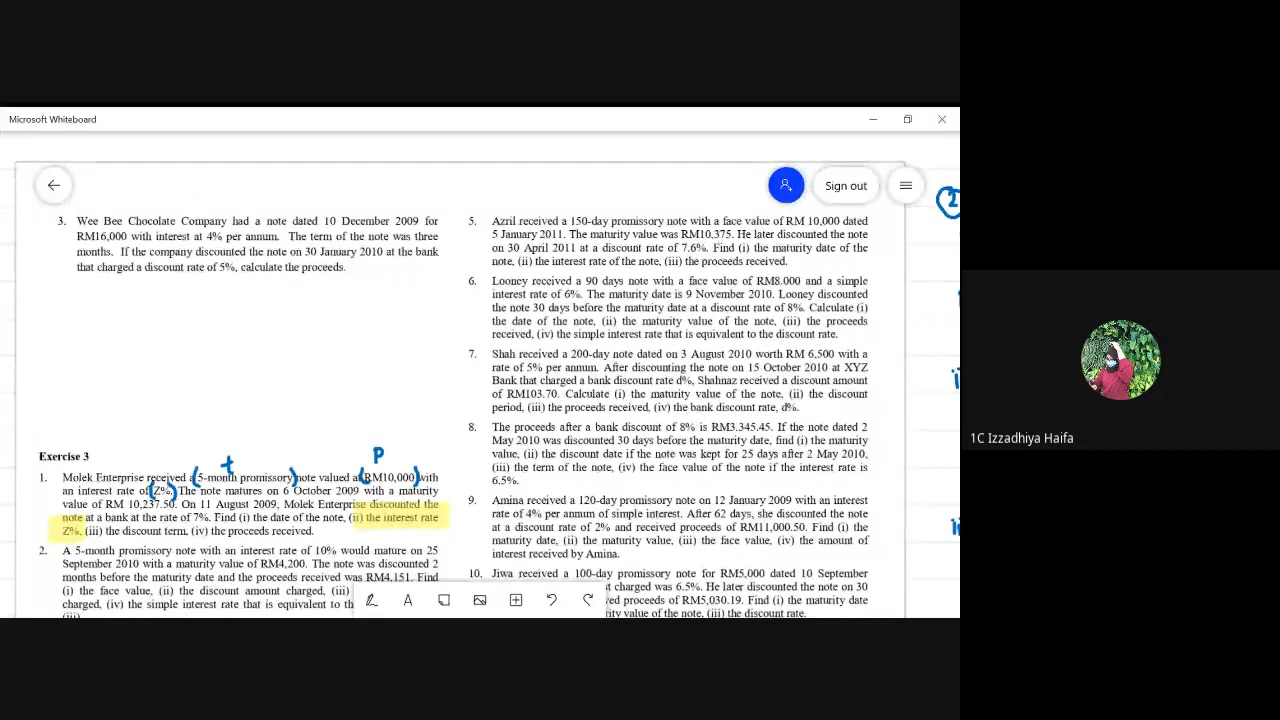 Microsoft Whiteboard
Sign out
3. Wee Bee Chocolate Company had a note dated 10 December 2009 for
RM16,000 with interest at 4% per annum. The term of the note was three
months. If the company discounted the note on 30 January 2010 at the bank
that charged a discount rate of 5%, calculate the proceeds.
Exercise 3
t
P
1. Molek Enterprise received a (5-month promissory) note valued at (RM10,000) with
an interest rate of (Z%). The note matures on 6 October 2009 with a maturity
value of RM 10,237.50. On 11 August 2009, Molek Enterprise discounted the
note at a bank at the rate of 7%. Find (i) the date of the note, (ii) the interest rate
Z%, (iii) the discount term, (iv) the proceeds received.
2. A 5-month promissory note with an interest rate of 10% would mature on 25
September 2010 with a maturity value of RM4,200. The note was discounted 2
months before the maturity date and the proceeds received was RM4,151. Find
(i) the face value, (ii) the discount amount charged, (iii)
charged, (iv) the simple interest rate that is equivalent to the
(iii).
5. Azril received a 150-day promissory note with a face value of RM 10,000 dated
5 January 2011. The maturity value was RM10,375. He later discounted the note
on 30 April 2011 at a discount rate of 7.6%. Find (i) the maturity date of the
note, (ii) the interest rate of the note, (iii) the proceeds received.
6. Looney received a 90 days note with a face value of RM8.000 and a simple
interest rate of 6%. The maturity date is 9 November 2010. Looney discounted
the note 30 days before the maturity date at a discount rate of 8%. Calculate (i)
the date of the note, (ii) the maturity value of the note, (iii) the proceeds
received, (iv) the simple interest rate that is equivalent to the discount rate.
7. Shah received a 200-day note dated on 3 August 2010 worth RM 6,500 with a
rate of 5% per annum. After discounting the note on 15 October 2010 at XYZ
Bank that charged a bank discount rate d%, Shahnaz received a discount amount
of RM103.70. Calculate (i) the maturity value of the note, (ii) the discount
period, (iii) the proceeds received, (iv) the bank discount rate, d%.
8. The proceeds after a bank discount of 8% is RM3.345.45. If the note dated 2
May 2010 was discounted 30 days before the maturity date, find (i) the maturity
value, (ii) the discount date if the note was kept for 25 days after 2 May 2010,
(iii) the term of the note, (iv) the face value of the note if the interest rate is
6.5%.
9. Amina received a 120-day promissory note on 12 January 2009 with an interest
rate of 4% per annum of simple interest. After 62 days, she discounted the note
at a discount rate of 2% and received proceeds of RM11,000.50. Find (i) the
maturity date, (ii) the maturity value, (iii) the face value, (iv) the amount of
interest received by Amina.
10. Jiwa received a 100-day promissory note for RM5,000 dated 10 September
st charged was 6.5%. He later discounted the note on 30
ved proceeds of RM5,030.19. Find (i) the maturity date
rity value of the note, (iii) the discount rate.
A
2
1C Izzadhiya Haifa